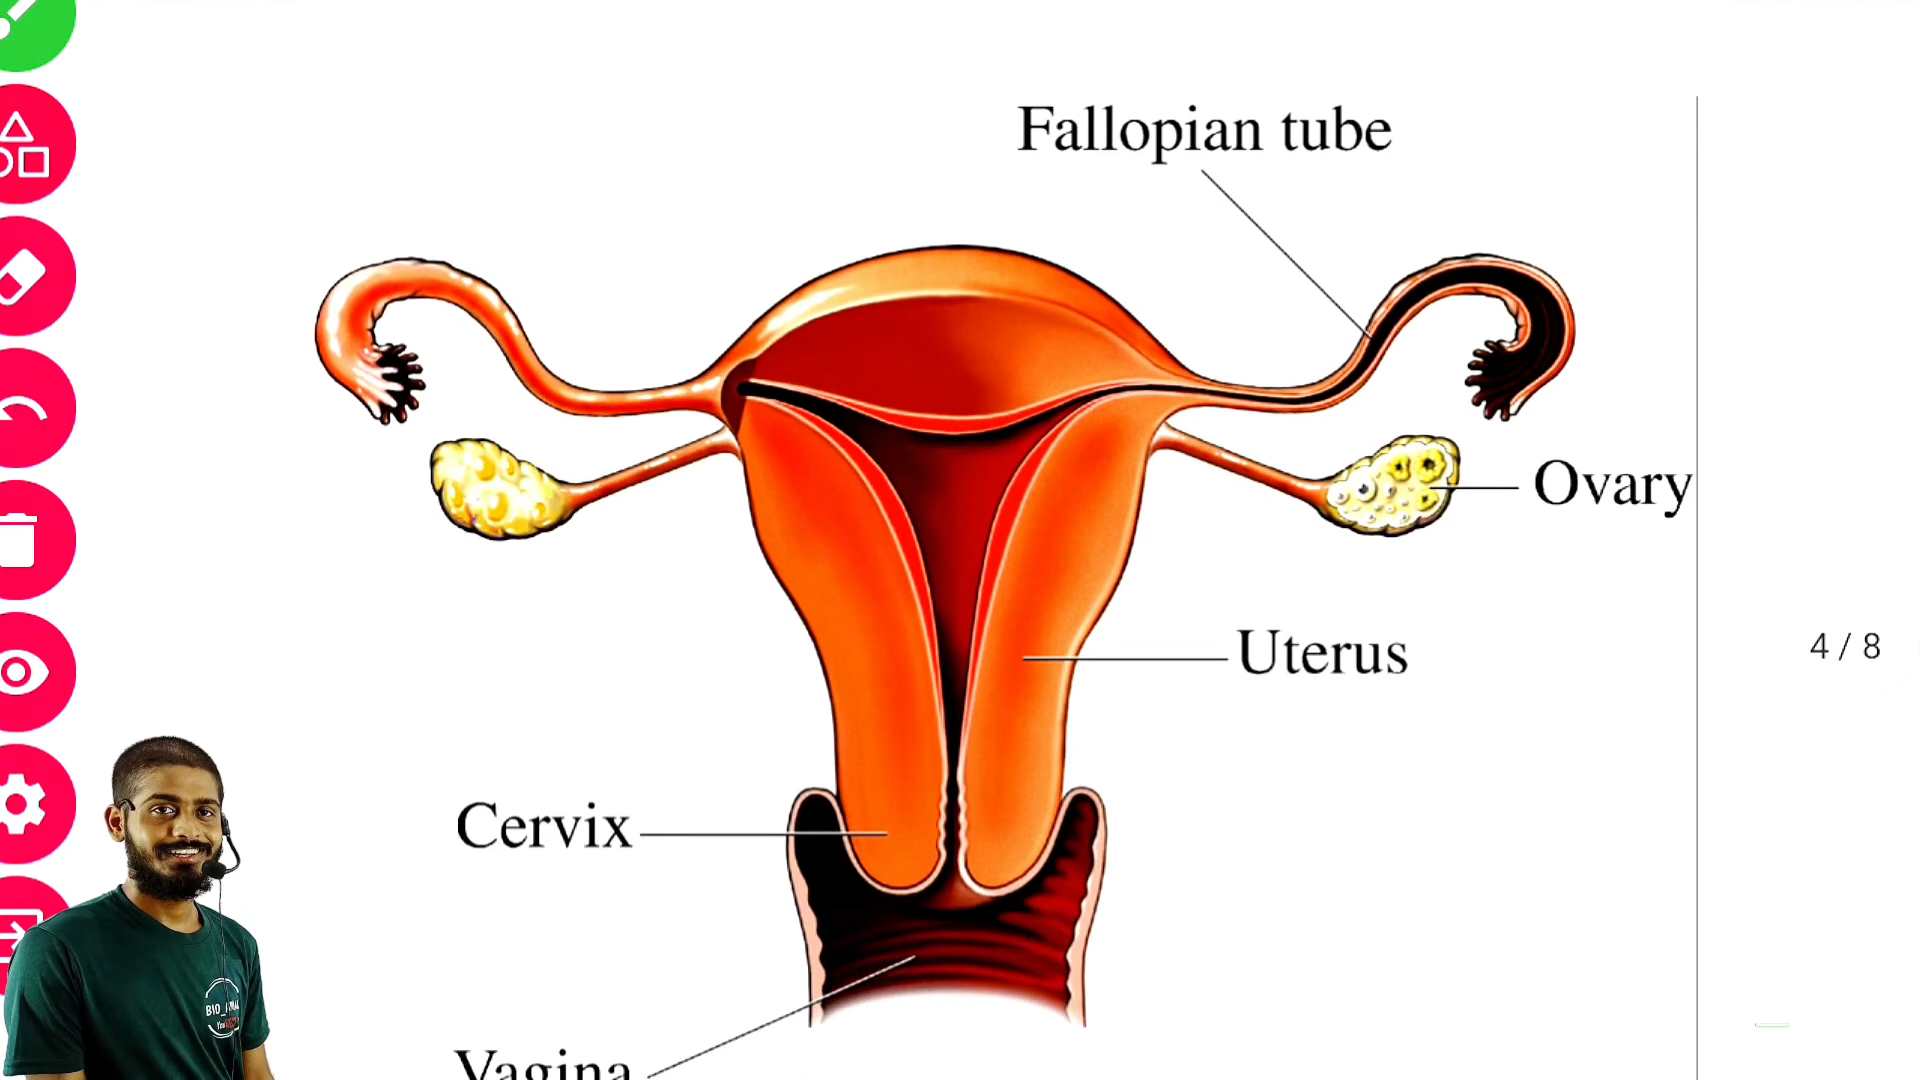 Fallopian tube
Ovary
Uterus
4 / 8
Cervix
Vagina